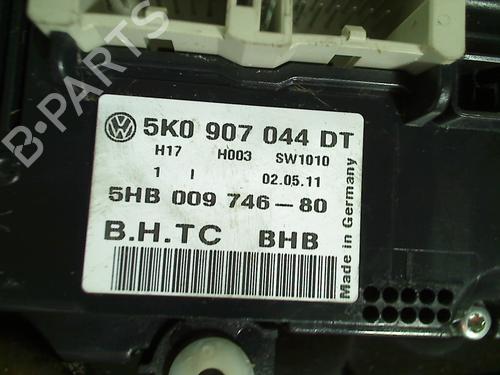 B-PARTS
5K0 907 044 DT
H17 H003 SW1010
1 I 02.05.11
5HB 009 746-80
B.H.TC BHB
Made in Germany